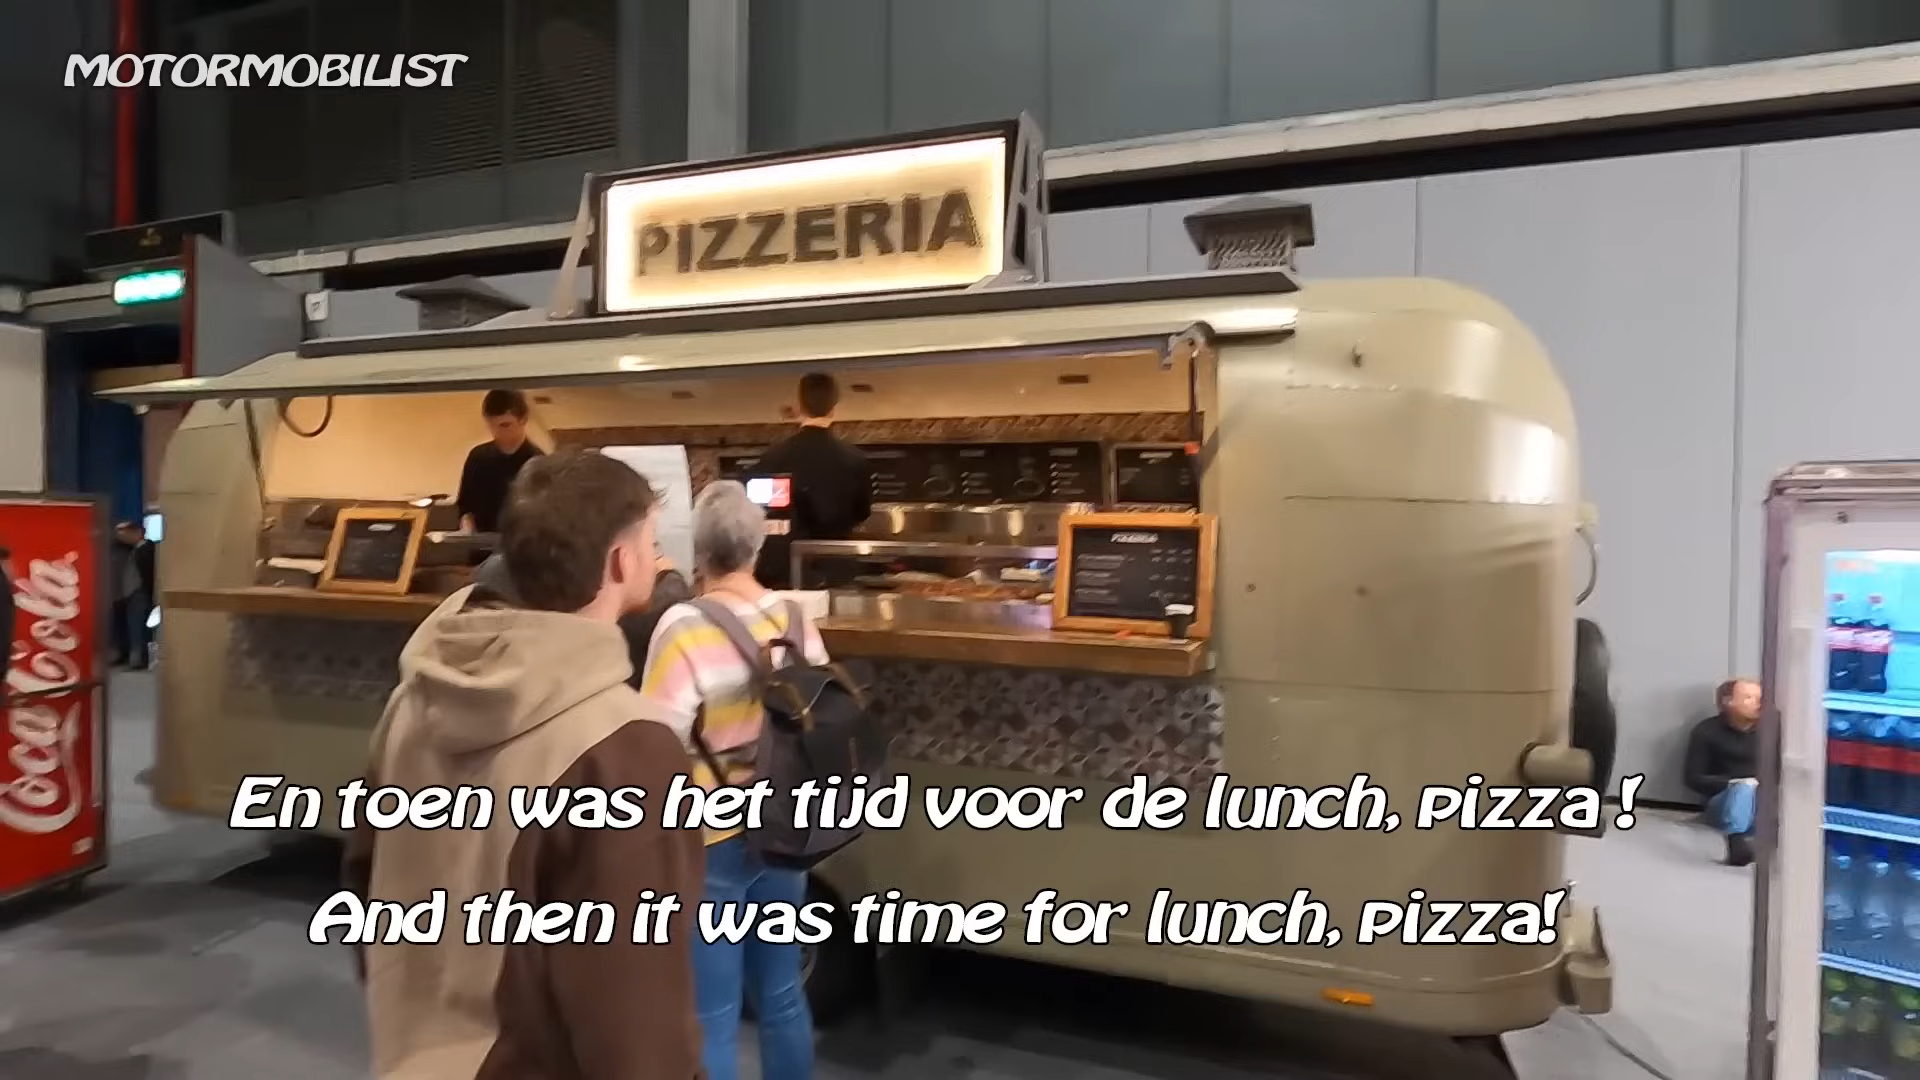 MOTORMOBILIST
PIZZERIA
PIZZERIA
Coca-Cola
En toen was het tijd voor de lunch, pizza !
And then it was time for lunch, pizza!